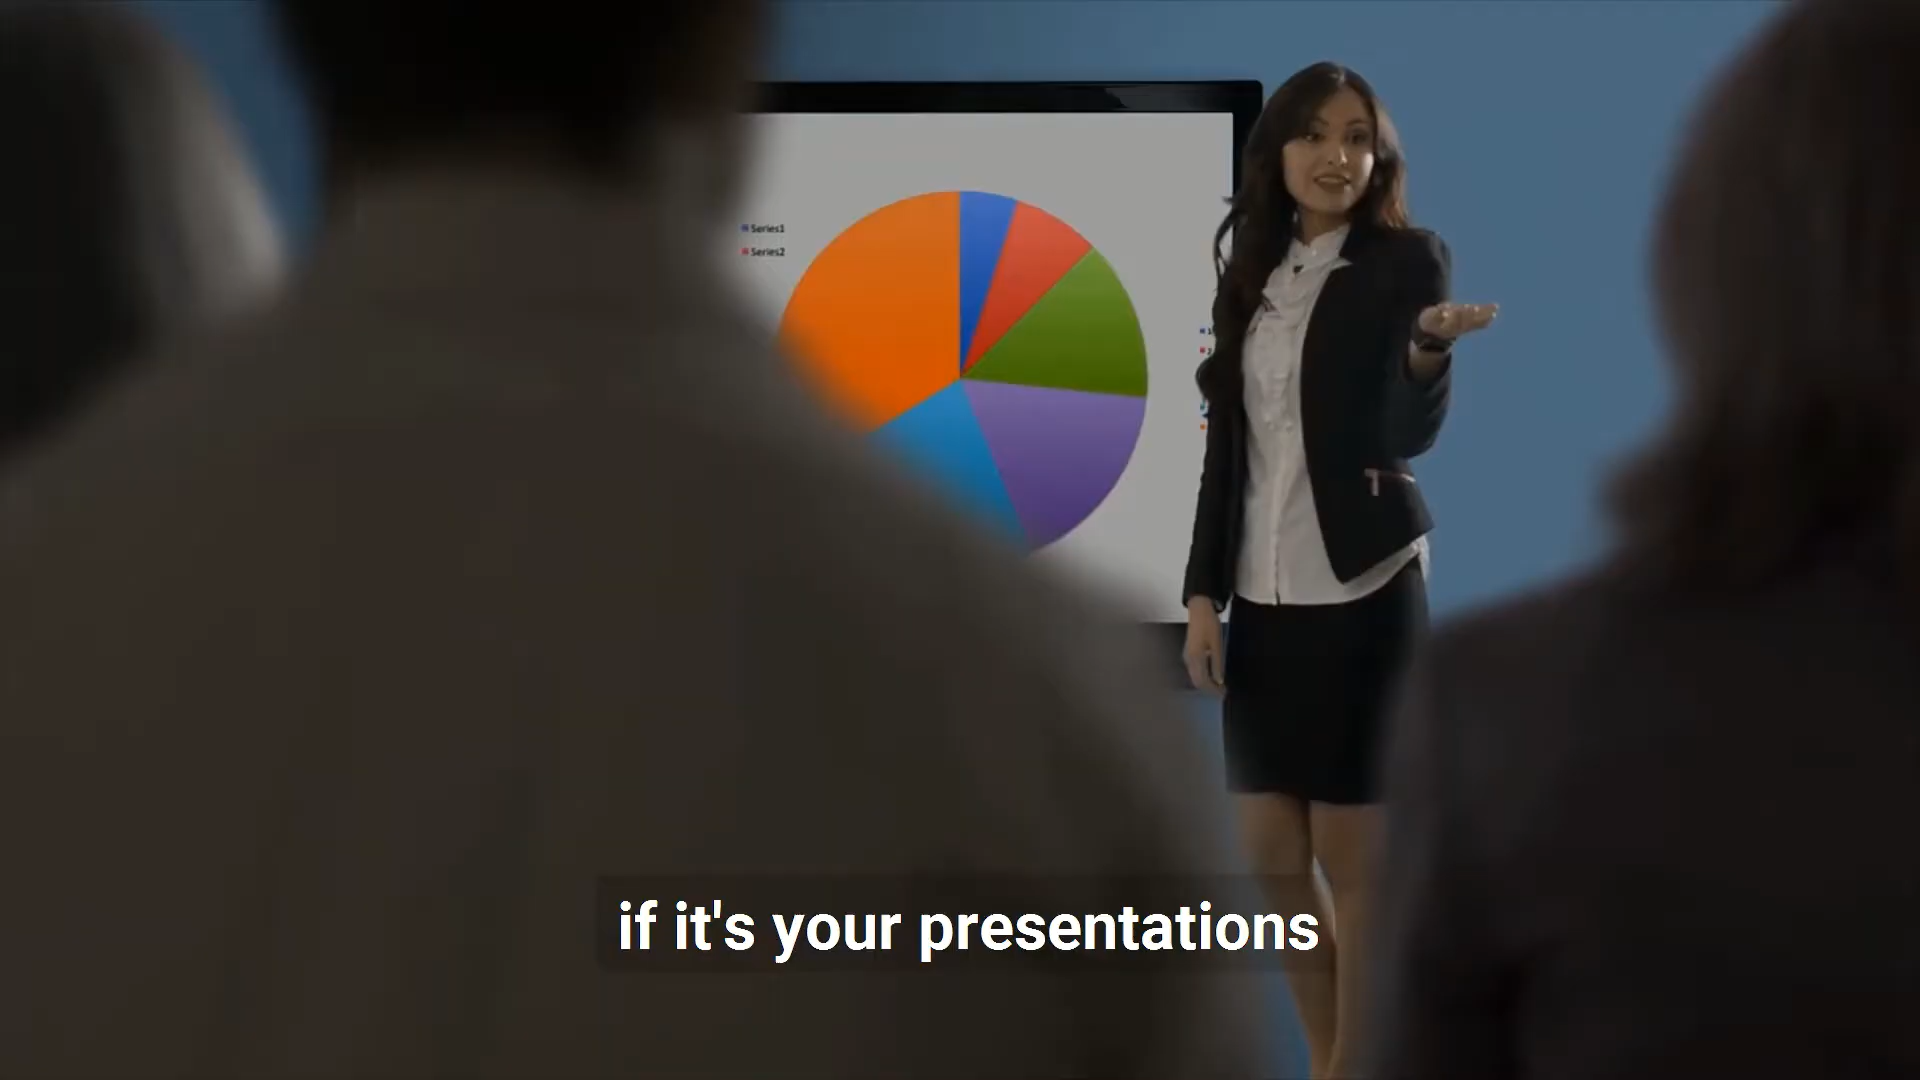 Series1
Series2
if it's your presentations